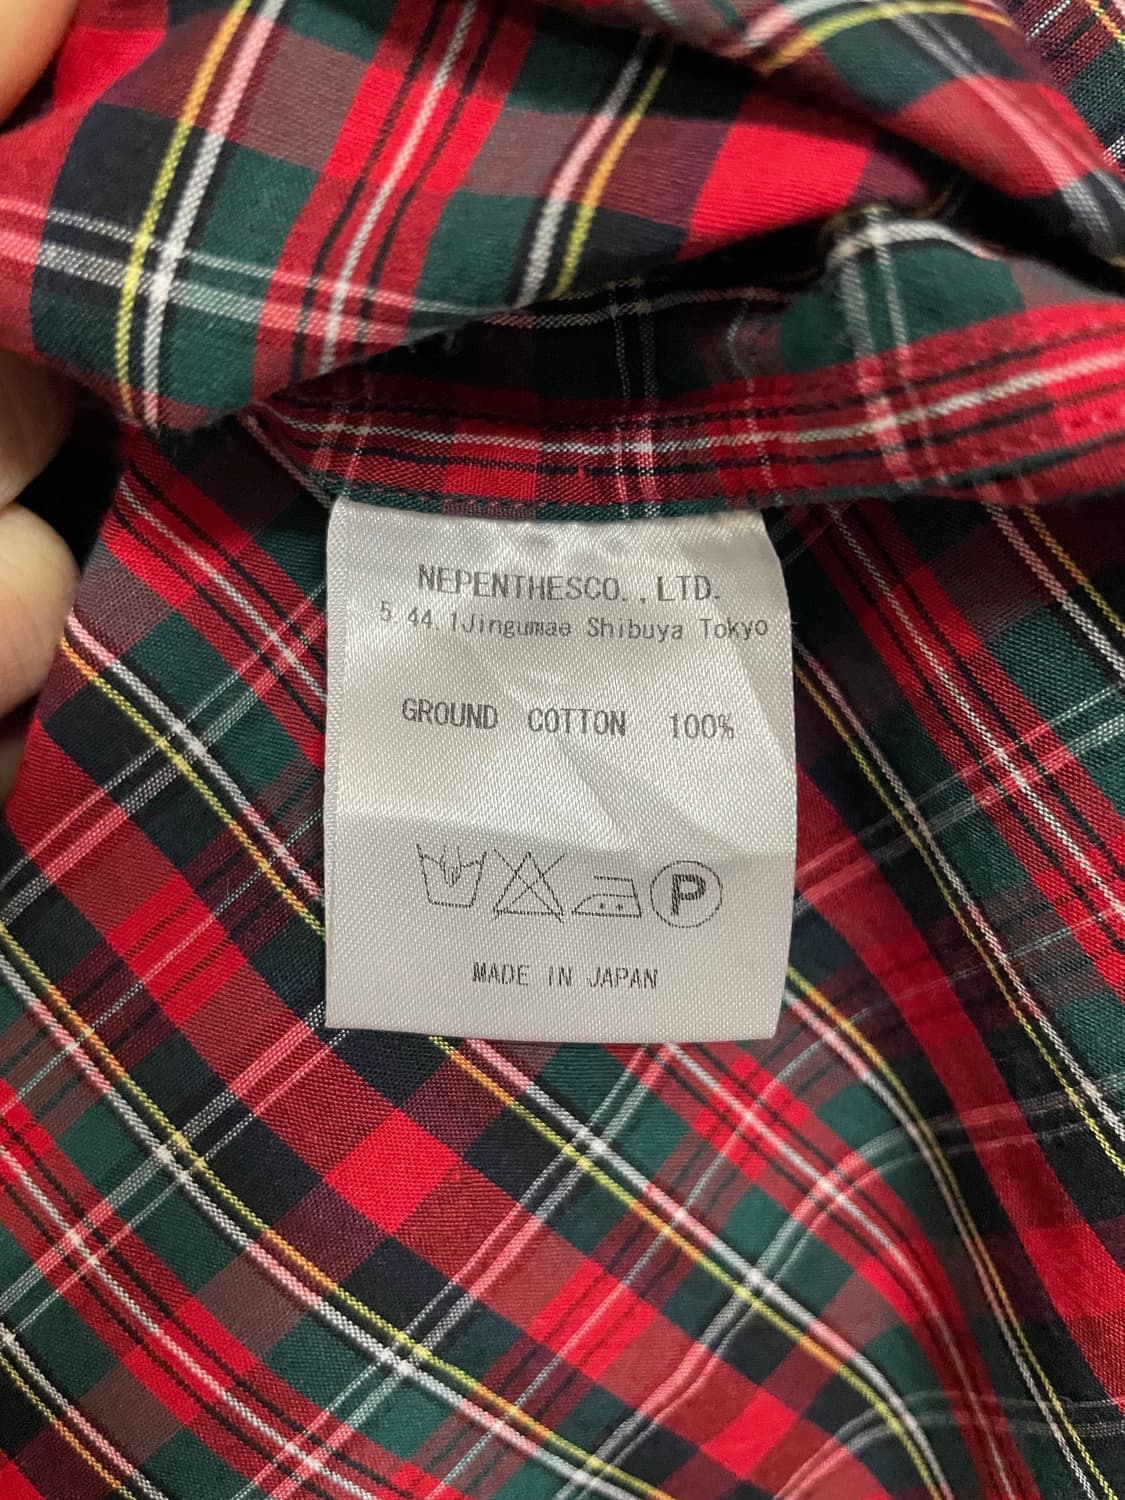 NEPENTHESCO.,LTD.
5.44.1Jingumae Shibuya Tokyo
GROUND COTTON 100%
P
MADE IN JAPAN